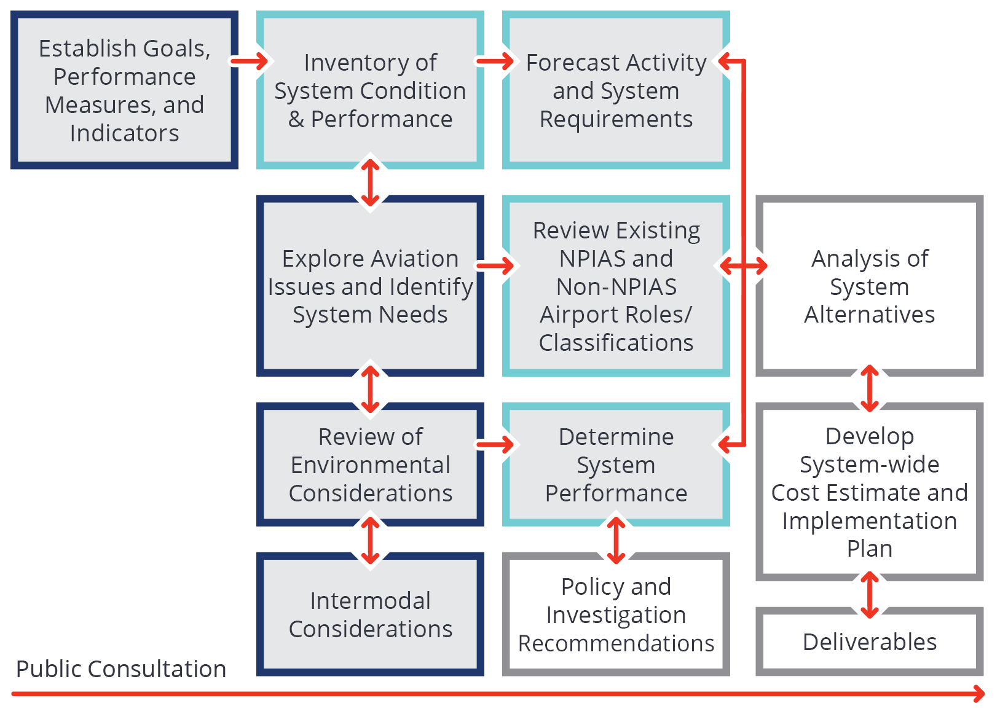 Establish Goals,
Performance
Measures, and
Indicators
Inventory of
System Condition
& Performance
Forecast Activity
and System
Requirements
Explore Aviation
Issues and Identify
System Needs
Review Existing
NPIAS and
Non-NPIAS
Airport Roles/
Classifications
Analysis of
System
Alternatives
Review of
Environmental
Considerations
Determine
System
Performance
Develop
System-wide
Cost Estimate and
Implementation
Plan
Intermodal
Considerations
Policy and
Investigation
Recommendations
Deliverables
Public Consultation